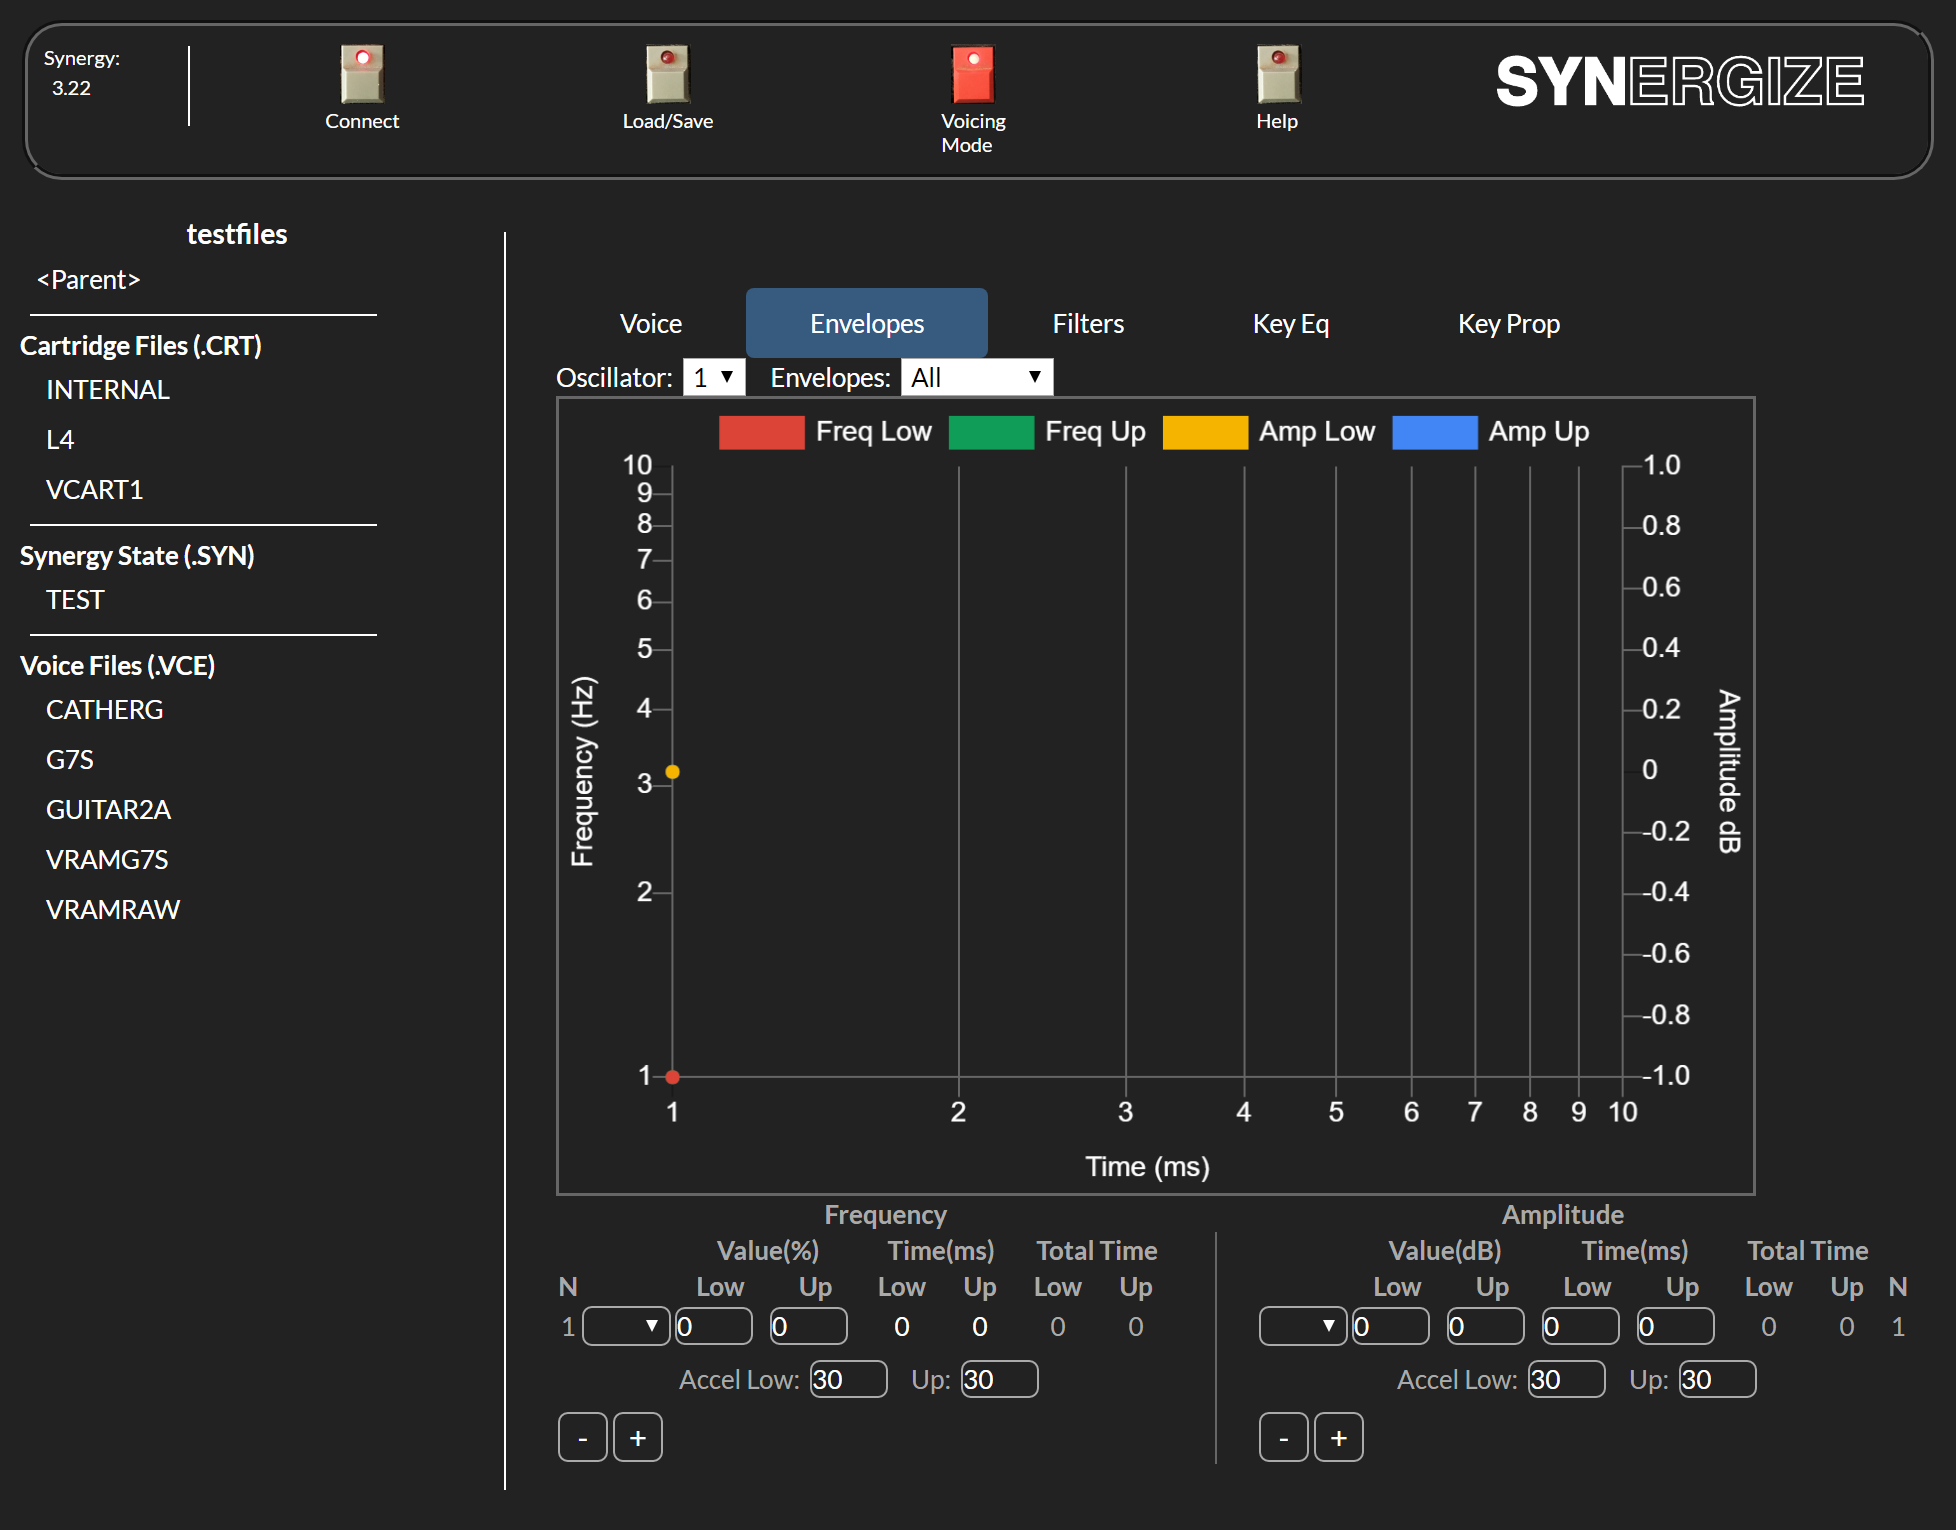 Synergy:
3.22
Connect
Load/Save
Voicing
Mode
Help
SYNERGIZE
testfiles
<Parent>
Cartridge Files (.CRT)
INTERNAL
L4
VCART1
Synergy State (.SYN)
TEST
Voice Files (.VCE)
CATHERG
G7S
GUITAR2A
VRAMG7S
VRAMRAW
Voice Envelopes Filters Key Eq Key Prop
Oscillator: 1 Envelopes: All
Freq Low Freq Up Amp Low Amp Up
10
9
8
7
6
5
4
3
2
1
Frequency (Hz)
1.0
0.8
0.6
0.4
0.2
0
-0.2
-0.4
-0.6
-0.8
-1.0
Amplitude dB
1 2 3 4 5 6 7 8 9 10
Time (ms)
Frequency
Value(%) Time(ms) Total Time
N Low Up Low Up Low Up
1 0 0 0 0 0 0
Accel Low: 30 Up: 30
- +
Amplitude
Value(dB) Time(ms) Total Time
Low Up Low Up Low Up N
0 0 0 0 0 0 1
Accel Low: 30 Up: 30
- +